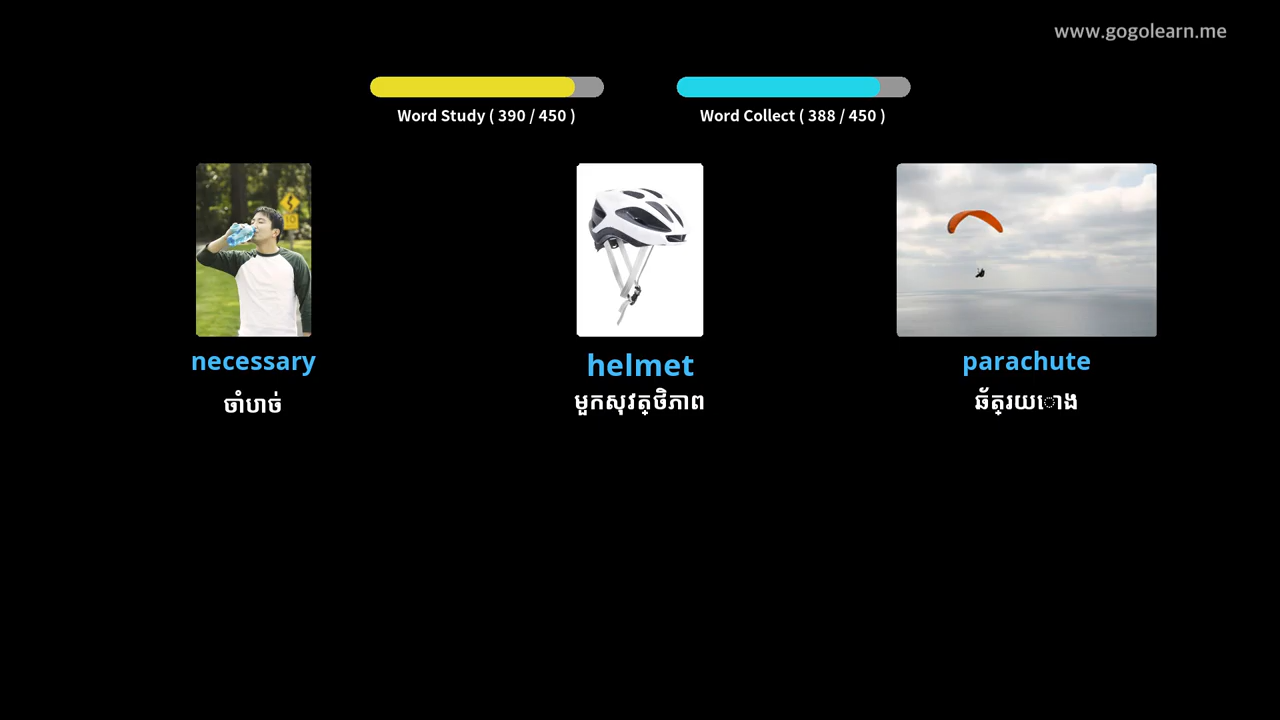 www.gogolearn.me
Word Study ( 390 / 450 )
Word Collect ( 388 / 450 )
necessary
helmet
parachute
ចាំបាច់
មួកសុវត្ថិភាព
ឆ័ត្រយោង